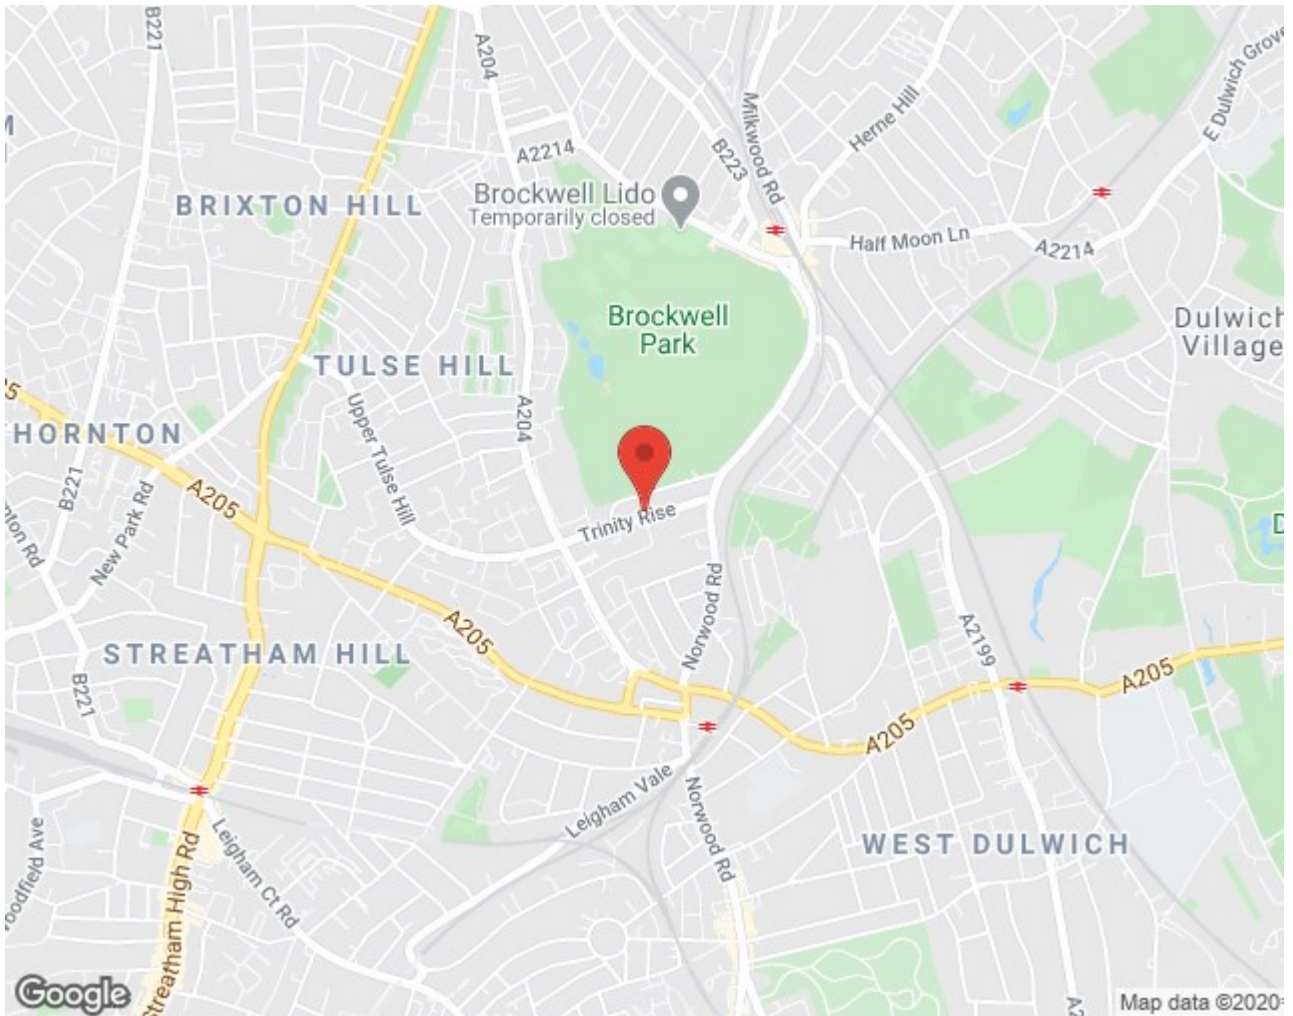 B221
A204
Milkwood Rd
Herne Hill
E Dulwich Grove
A2214
B223
BRIXTON HILL
Brockwell Lido
Temporarily closed
Half Moon Ln
A2214
Brockwell
Park
Dulwich
Village
TULSE HILL
A204
Upper Tulse Hill
HORNTON
B221
New Park Rd
A205
Trinity Rise
Norwood Rd
A205
STREATHAM HILL
A2199
A205
B221
A205
Leigham Vale
Norwood Rd
WEST DULWICH
oodfield Ave
Leigham Ct Rd
Streatham High Rd
Google
Map data ©2020